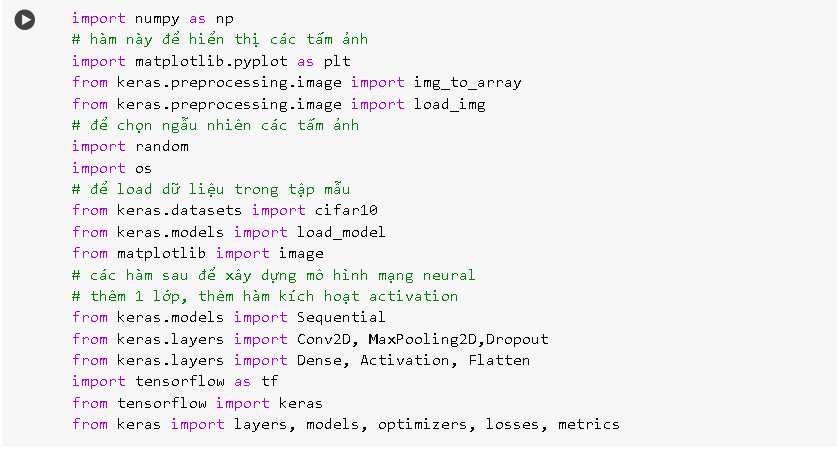 import numpy as np
# hàm này để hiển thị các tấm ảnh
import matplotlib.pyplot as plt
from keras.preprocessing.image import img_to_array
from keras.preprocessing.image import load_img
# để chọn ngẫu nhiên các tấm ảnh
import random
import os
# để load dữ liệu trong tập mẫu
from keras.datasets import cifar10
from keras.models import load_model
from matplotlib import image
# các hàm sau để xây dựng mô hình mạng neural
# thêm 1 lớp, thêm hàm kích hoạt activation
from keras.models import Sequential
from keras.layers import Conv2D, MaxPooling2D,Dropout
from keras.layers import Dense, Activation, Flatten
import tensorflow as tf
from tensorflow import keras
from keras import layers, models, optimizers, losses, metrics